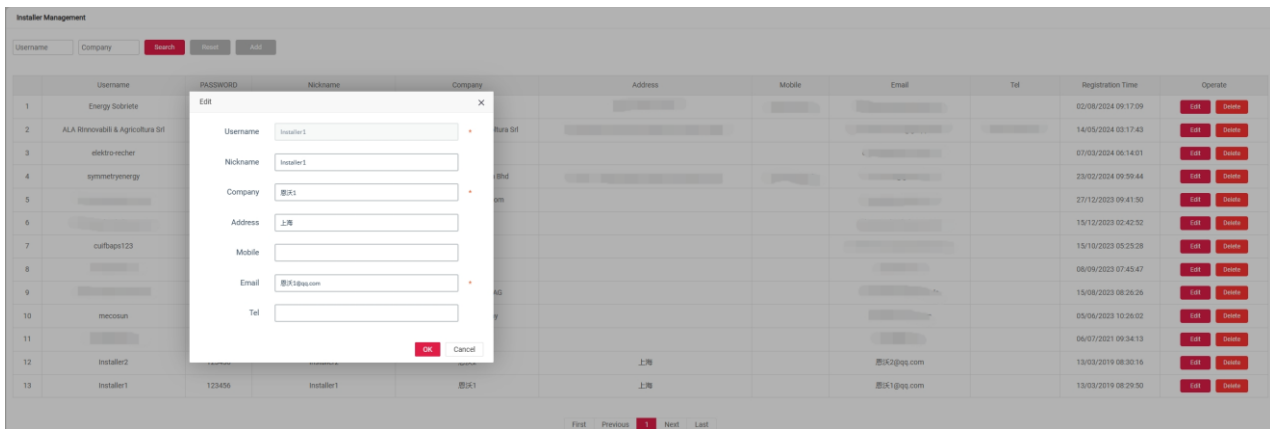 Installer Management
Username Company Search Reset Add
Username PASSWORD Nickname Company Address Mobile Email Tel Registration Time Operate
Edit ×
1 Energy Sobriete 02/08/2024 09:17:09 Edit Delete
Username Installer1 *
2 ALA Rinnovabili & Agricoltura Srl ltura Srl 14/05/2024 03:17:43 Edit Delete
3 elektro-recher 07/03/2024 06:14:01 Edit Delete
Nickname Installer1
4 symmetryenergy Bhd 23/02/2024 09:59:44 Edit Delete
Company 恩沃1 *
5 om 27/12/2023 09:41:50 Edit Delete
Address 上海
6 15/12/2023 02:42:52 Edit Delete
7 cuifbaps123 15/10/2023 05:25:28 Edit Delete
Mobile
8 08/09/2023 07:45:47 Edit Delete
Email 恩沃1@qq.com *
9 AG 15/08/2023 08:26:26 Edit Delete
Tel
10 mecosun 05/06/2023 10:26:02 Edit Delete
11 06/07/2021 09:34:13 Edit Delete
OK Cancel
12 Installer2 上海 恩沃2@qq.com 13/03/2019 08:30:16 Edit Delete
13 Installer1 123456 Installer1 恩沃1 上海 恩沃1@qq.com 13/03/2019 08:29:50 Edit Delete
First Previous 1 Next Last